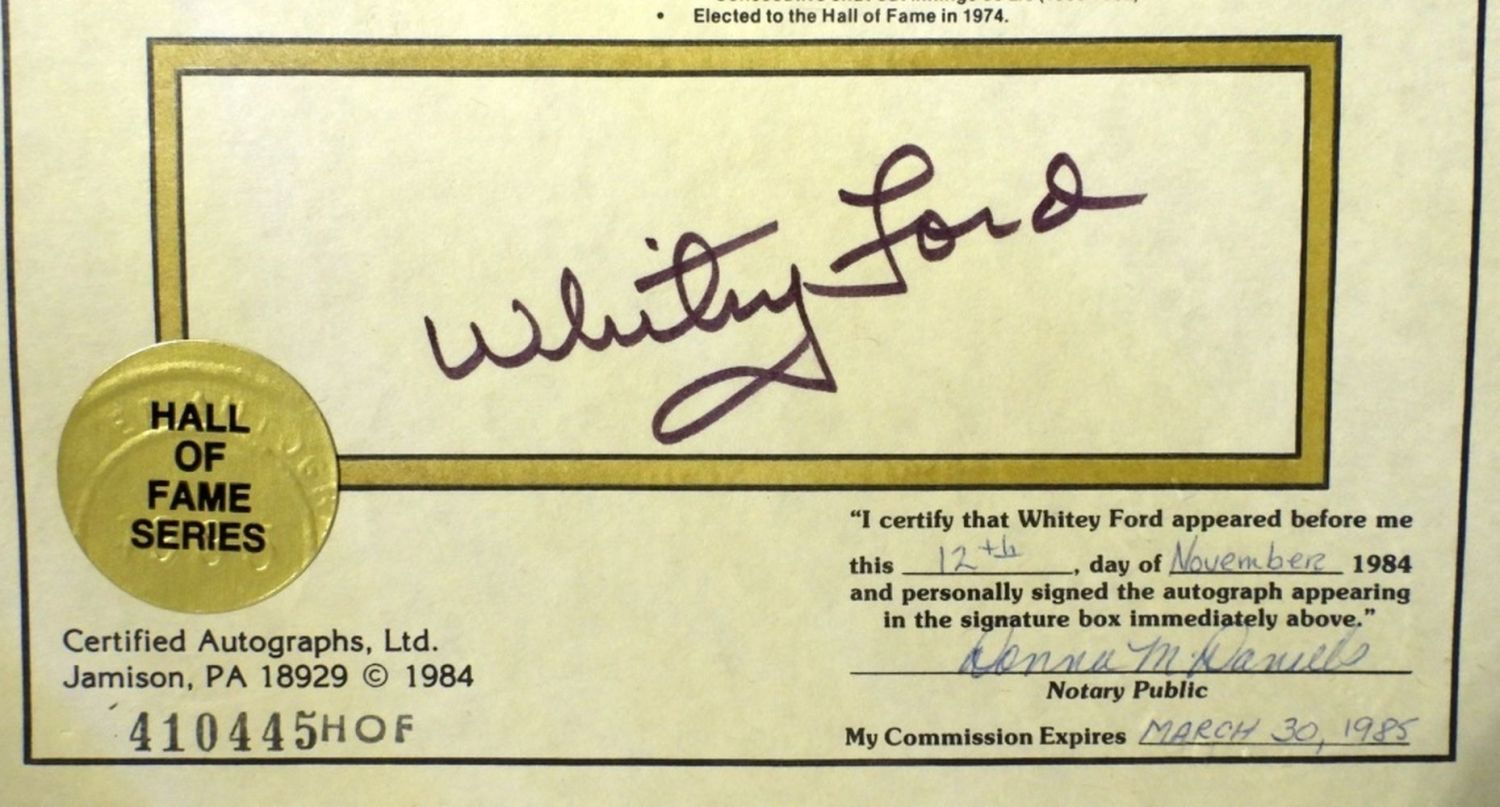 • Elected to the Hall of Fame in 1974.
Whitey Ford
HALL
OF
FAME
SERIES
"I certify that Whitey Ford appeared before me
this 12th, day of November 1984
and personally signed the autograph appearing
in the signature box immediately above."
Donna M. Daniells
Notary Public
My Commission Expires MARCH 30, 1985
Certified Autographs, Ltd.
Jamison, PA 18929 © 1984
410445HOF